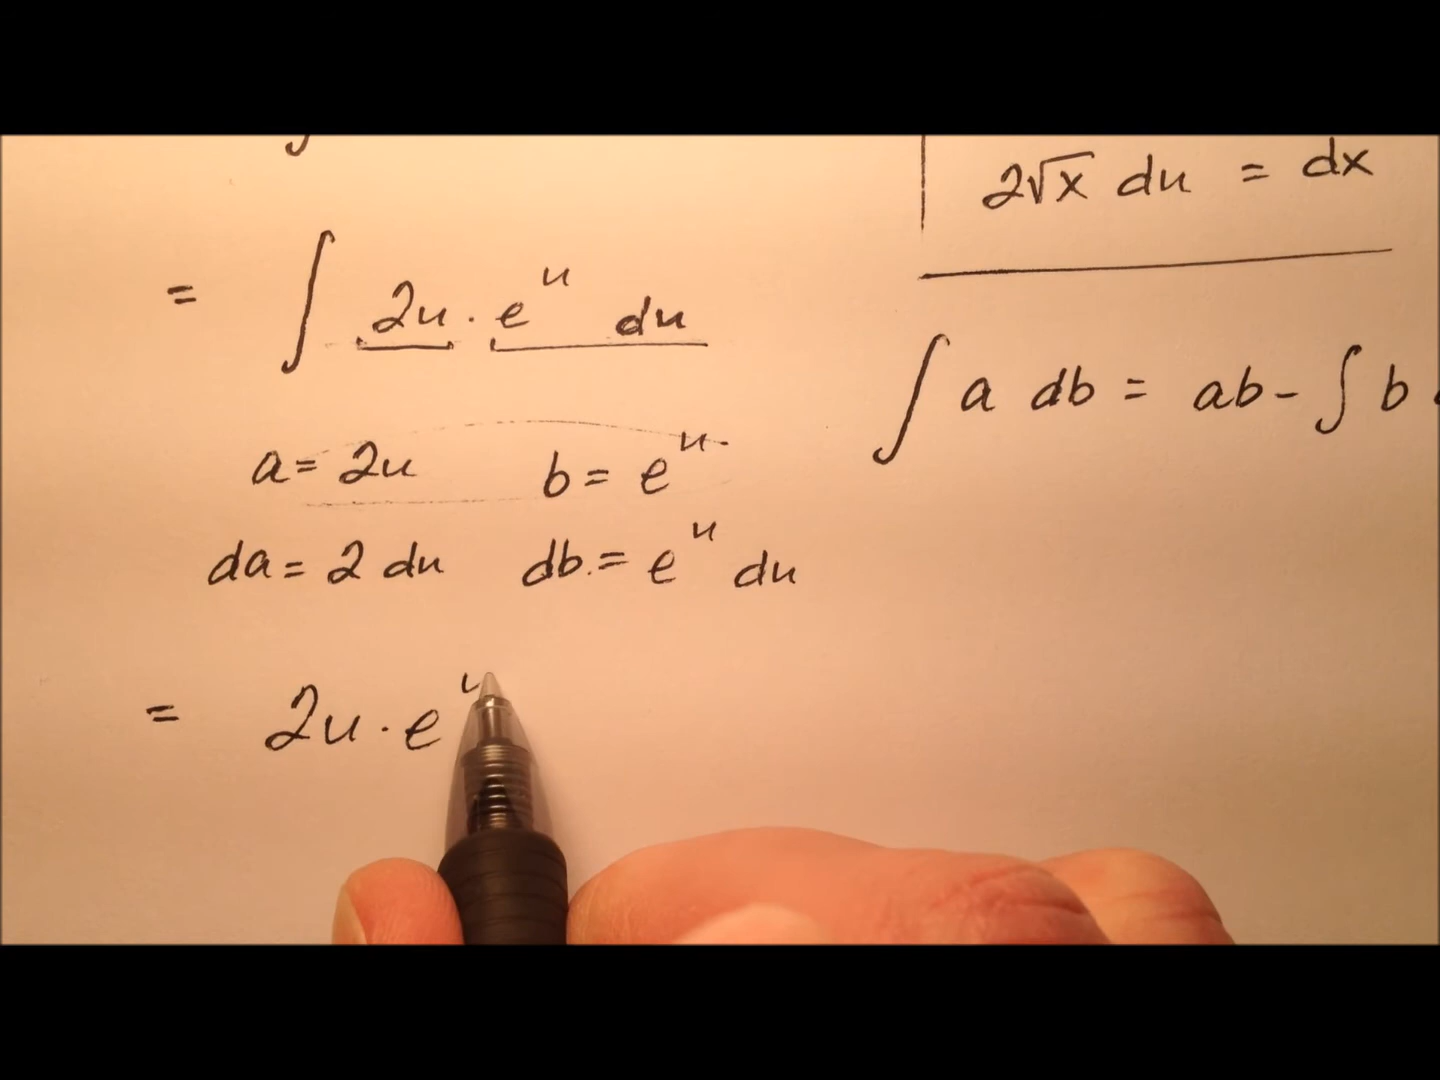 2√x du = dx
= ∫ 2u · e^u du
∫ a db = ab - ∫ b
a = 2u b = e^u
da = 2 du db = e^u du
= 2u · e^u